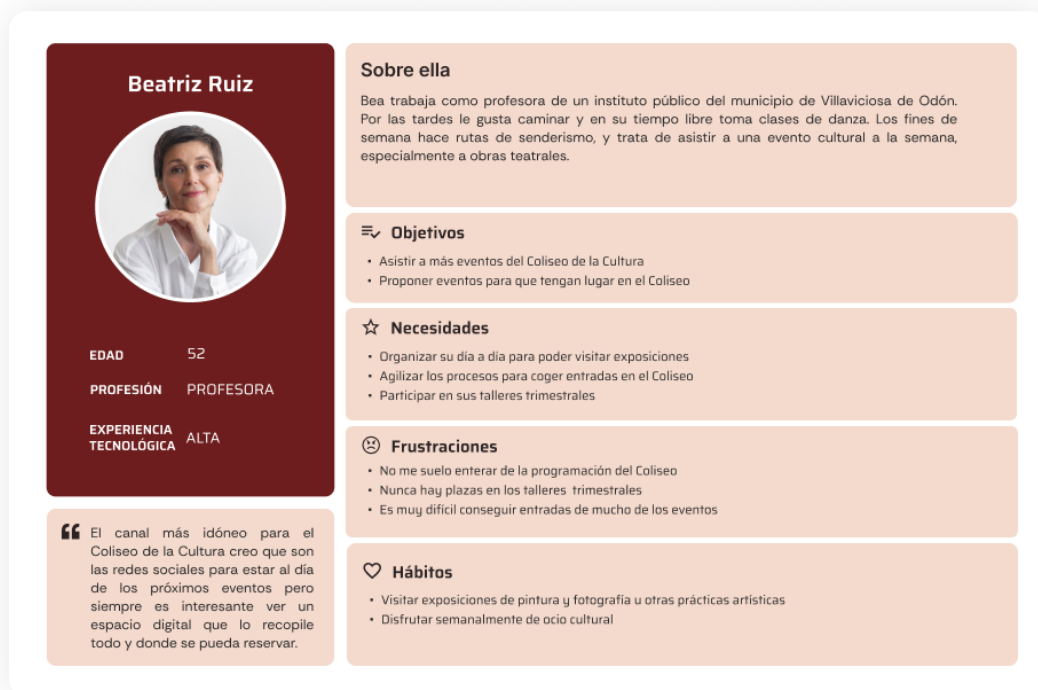 Beatriz Ruiz
EDAD 52
PROFESIÓN PROFESORA
EXPERIENCIA
TECNOLÓGICA ALTA
El canal más idóneo para el
Coliseo de la Cultura creo que son
las redes sociales para estar al día
de los próximos eventos pero
siempre es interesante ver un
espacio digital que lo recopile
todo y donde se pueda reservar.
Sobre ella
Bea trabaja como profesora de un instituto público del municipio de Villaviciosa de Odón.
Por las tardes le gusta caminar y en su tiempo libre toma clases de danza. Los fines de
semana hace rutas de senderismo, y trata de asistir a una evento cultural a la semana,
especialmente a obras teatrales.
Objetivos
• Asistir a más eventos del Coliseo de la Cultura
• Proponer eventos para que tengan lugar en el Coliseo
Necesidades
• Organizar su día a día para poder visitar exposiciones
• Agilizar los procesos para coger entradas en el Coliseo
• Participar en sus talleres trimestrales
Frustraciones
• No me suelo enterar de la programación del Coliseo
• Nunca hay plazas en los talleres trimestrales
• Es muy difícil conseguir entradas de mucho de los eventos
Hábitos
• Visitar exposiciones de pintura y fotografía u otras prácticas artísticas
• Disfrutar semanalmente de ocio cultural